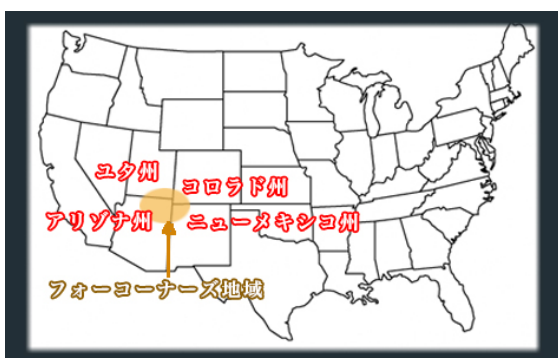 ユタ州
コロラド州
アリゾナ州
ニューメキシコ州
フォーコーナーズ地域